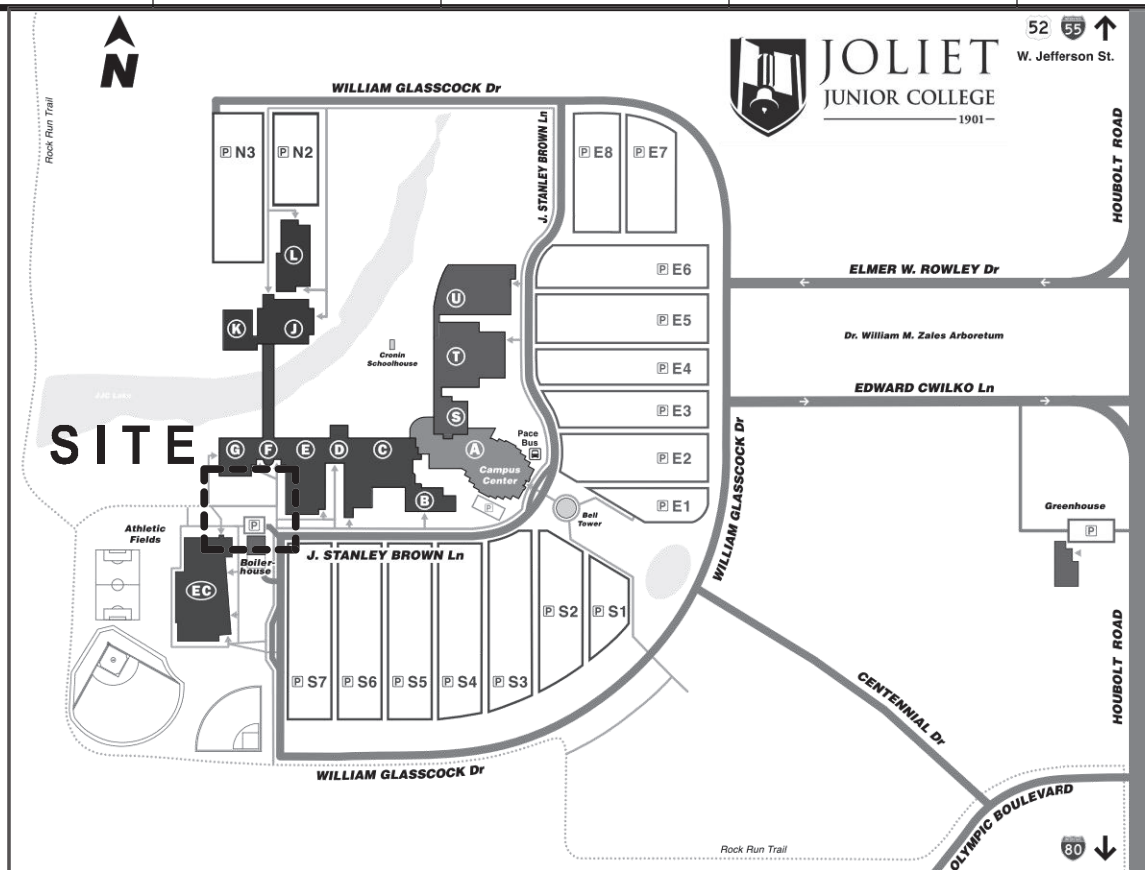 52 55
W. Jefferson St.
N
JOLIET
JUNIOR COLLEGE
1901
WILLIAM GLASSCOCK Dr
Rock Run Trail
J. STANLEY BROWN Ln
HOUBOLT ROAD
P N3
P N2
P E8
P E7
L
P E6
ELMER W. ROWLEY Dr
U
K
J
P E5
Dr. William M. Zales Arboretum
Cronin
Schoolhouse
T
P E4
EDWARD CWILKO Ln
JJC Lake
P E3
S
SITE
G
F
E
D
C
A
Campus
Center
Pace
Bus
P E2
WILLIAM GLASSCOCK Dr
B
P
P E1
Bell
Tower
Greenhouse
P
Athletic
Fields
P
J. STANLEY BROWN Ln
Boiler-
house
EC
P S2
P S1
HOUBOLT ROAD
P S7
P S6
P S5
P S4
P S3
CENTENNIAL Dr
WILLIAM GLASSCOCK Dr
OLYMPIC BOULEVARD
Rock Run Trail
80